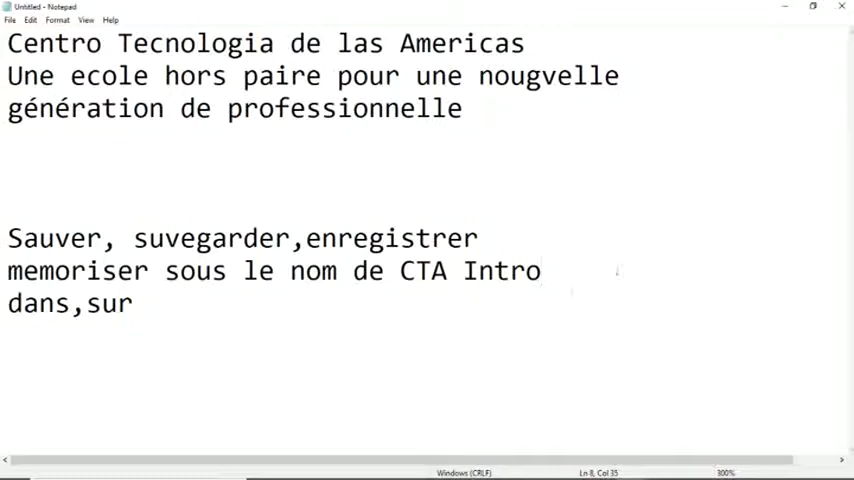 Untitled - Notepad
File Edit Format View Help
Centro Tecnologia de las Americas
Une ecole hors paire pour une nougvelle
génération de professionnelle
Sauver, suvegarder,enregistrer
memoriser sous le nom de CTA Intro
dans,sur
Windows (CRLF) Ln 8, Col 35 300%